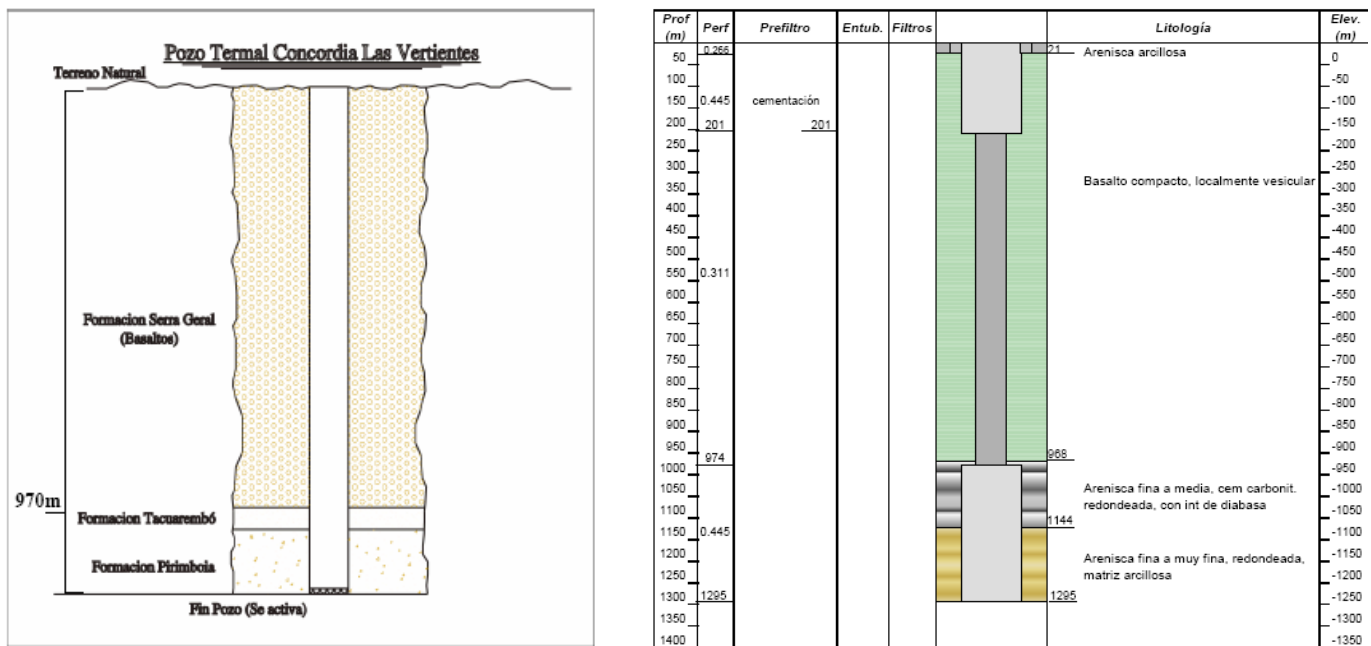 Pozo Termal Concordia Las Vertientes
Terreno Natural
Formacion Serra Geral
(Basaltos)
970m
Formacion Tacuarembó
Formacion Pirimboia
Fin Pozo (Se activa)
Prof
(m)
Perf
Prefiltro
Entub.
Filtros
Litología
Elev.
(m)
50
100
150
200
250
300
350
400
450
500
550
600
650
700
750
800
850
900
950
1000
1050
1100
1150
1200
1250
1300
1350
1400
0.266
0.445
201
0.311
974
0.445
1295
cementación
201
21
968
1144
1295
Arenisca arcillosa
Basalto compacto, localmente vesicular
Arenisca fina a media, cem carbonit.
redondeada, con int de diabasa
Arenisca fina a muy fina, redondeada,
matriz arcillosa
0
-50
-100
-150
-200
-250
-300
-350
-400
-450
-500
-550
-600
-650
-700
-750
-800
-850
-900
-950
-1000
-1050
-1100
-1150
-1200
-1250
-1300
-1350